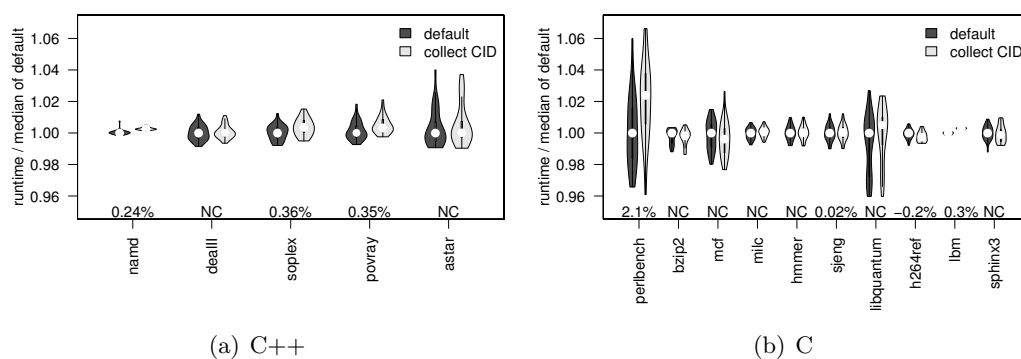 runtime / median of default
1.06
1.04
1.02
1.00
0.98
0.96
default
collect CID
0.24% NC 0.36% 0.35% NC
namd
dealII
soplex
povray
astar
(a) C++
runtime / median of default
1.06
1.04
1.02
1.00
0.98
0.96
default
collect CID
2.1% NC NC NC NC 0.02% NC −0.2% 0.3% NC
perlbench
bzip2
mcf
milc
hmmer
sjeng
libquantum
h264ref
lbm
sphinx3
(b) C